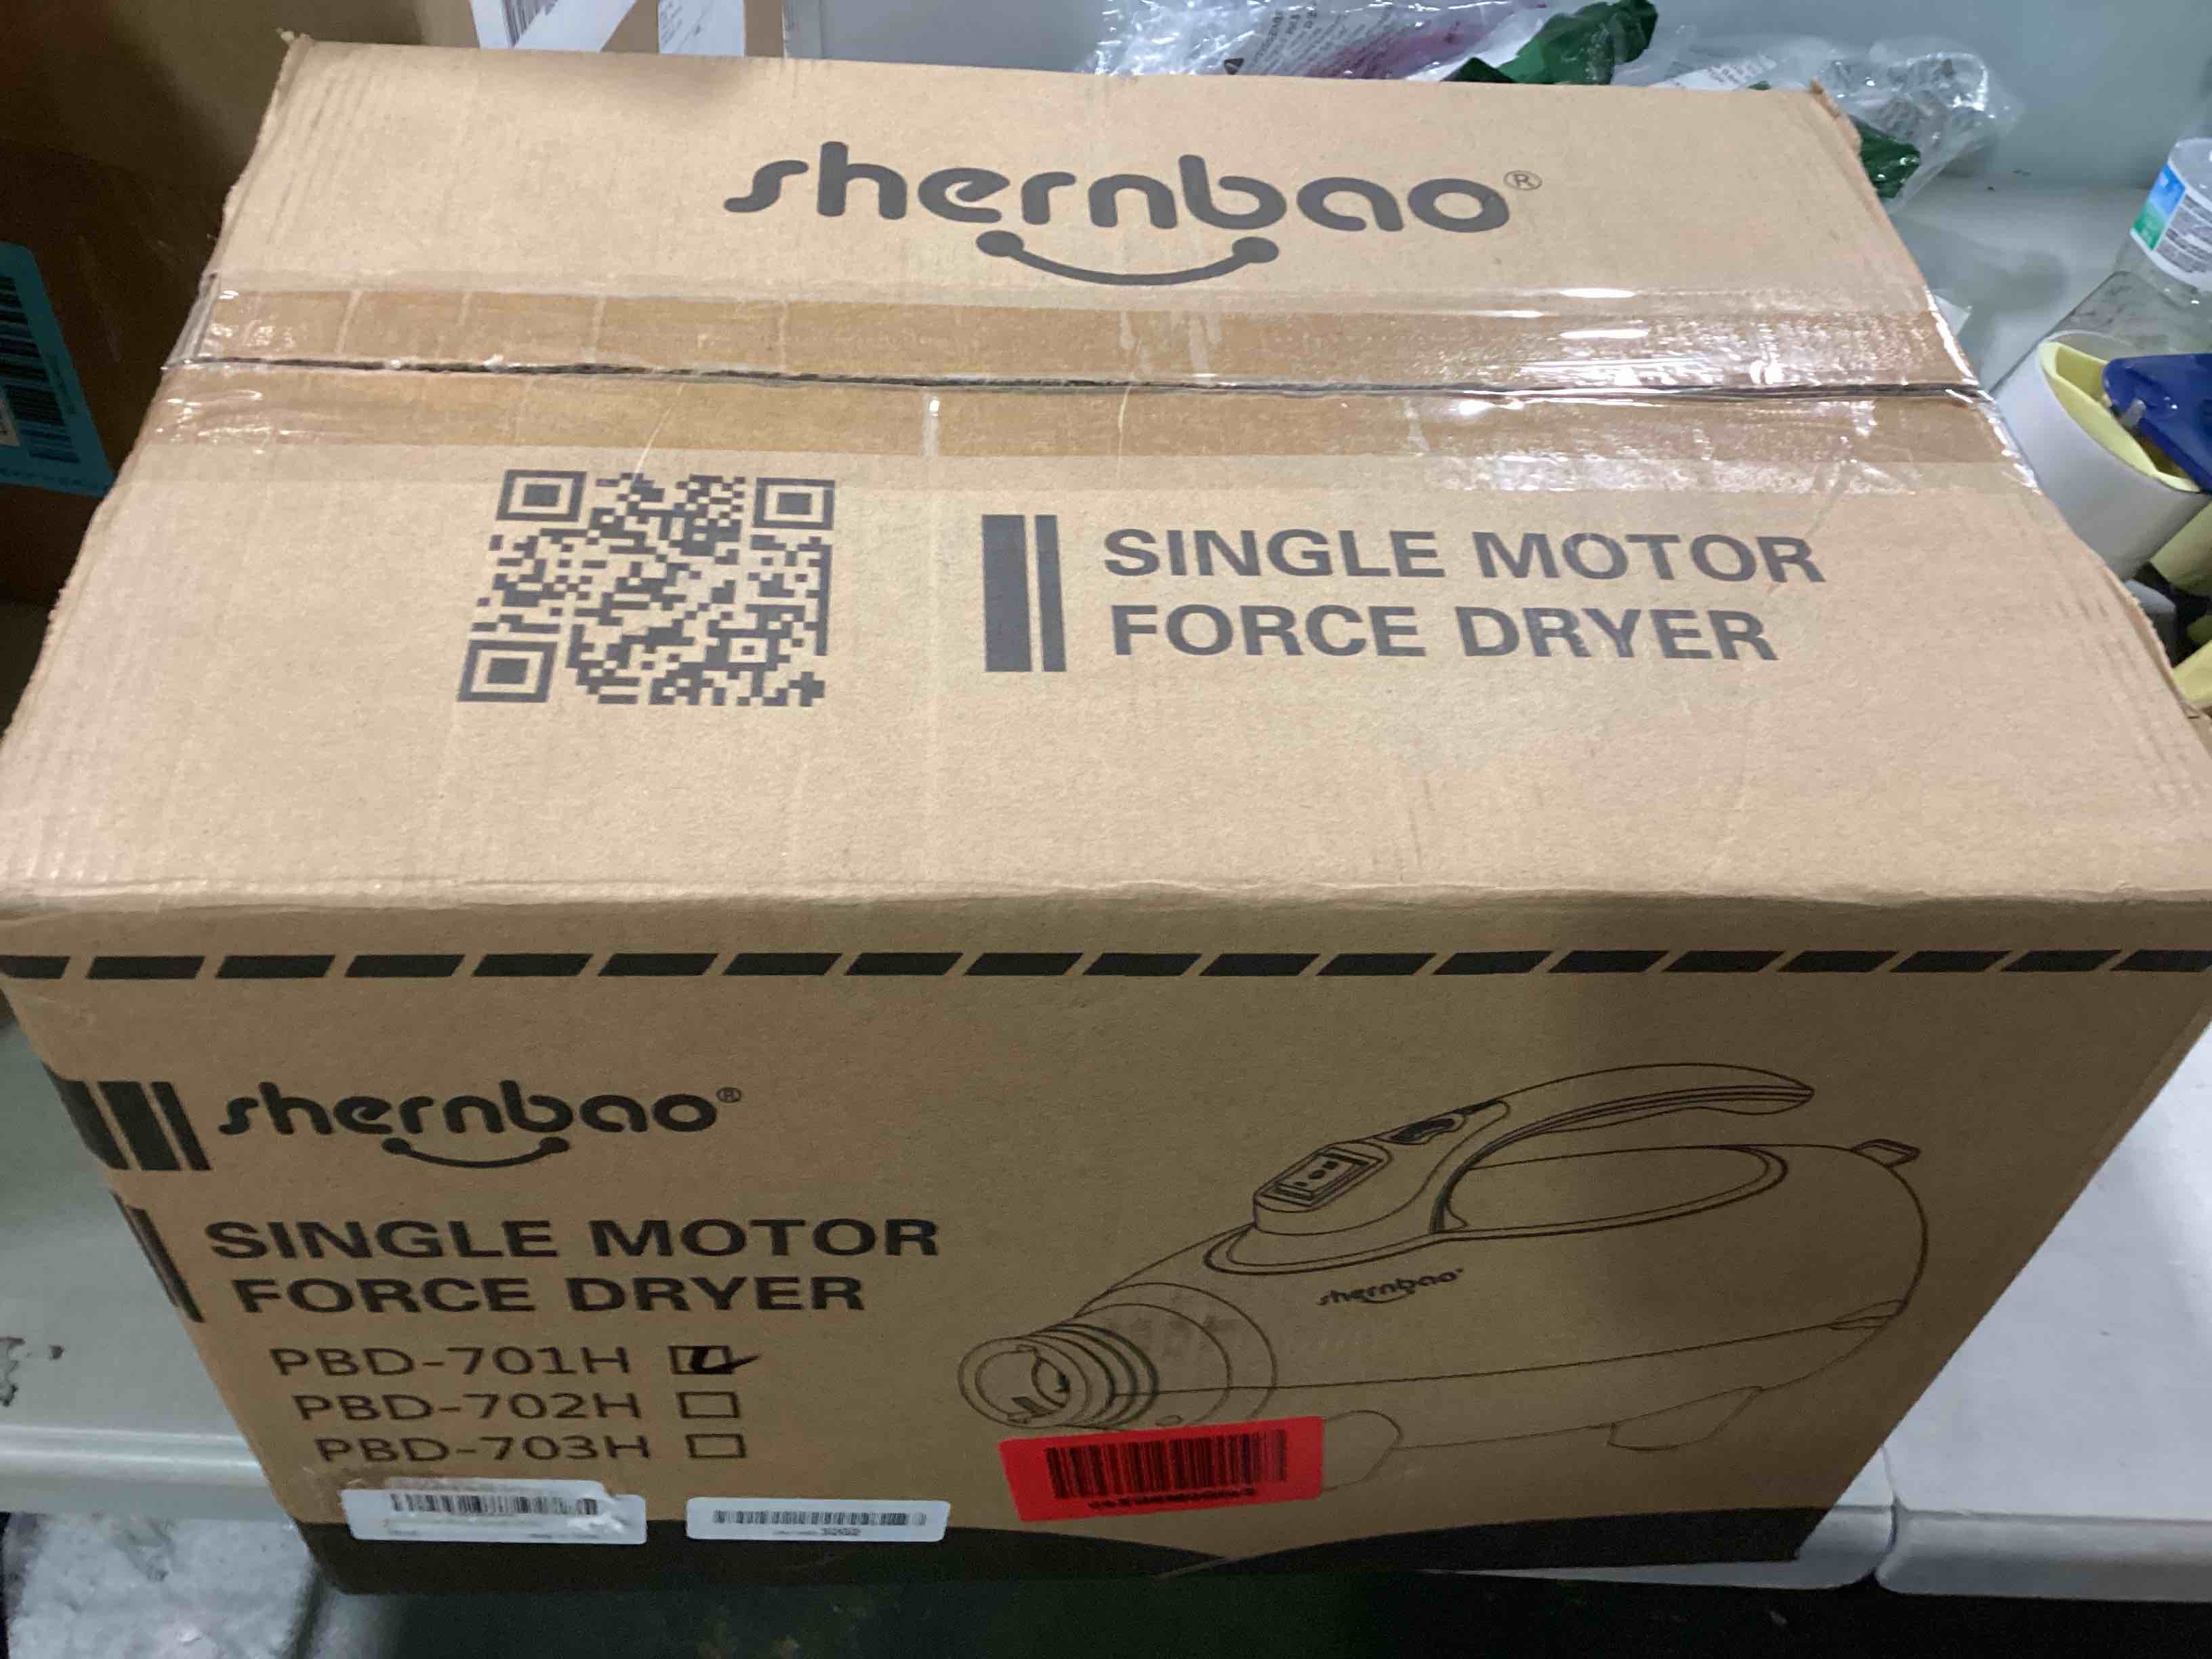 shernbao®
SINGLE MOTOR
FORCE DRYER
shernbao®
SINGLE MOTOR
FORCE DRYER
PBD-701H
PBD-702H
PBD-703H
shernbao